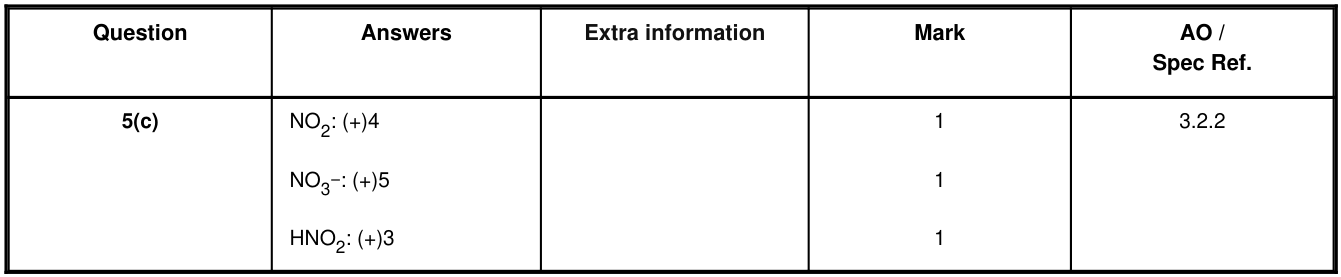 Question Answers Extra information Mark AO /
Spec Ref.
5(c) NO₂: (+)4 1 3.2.2
NO₃⁻: (+)5 1
HNO₂: (+)3 1